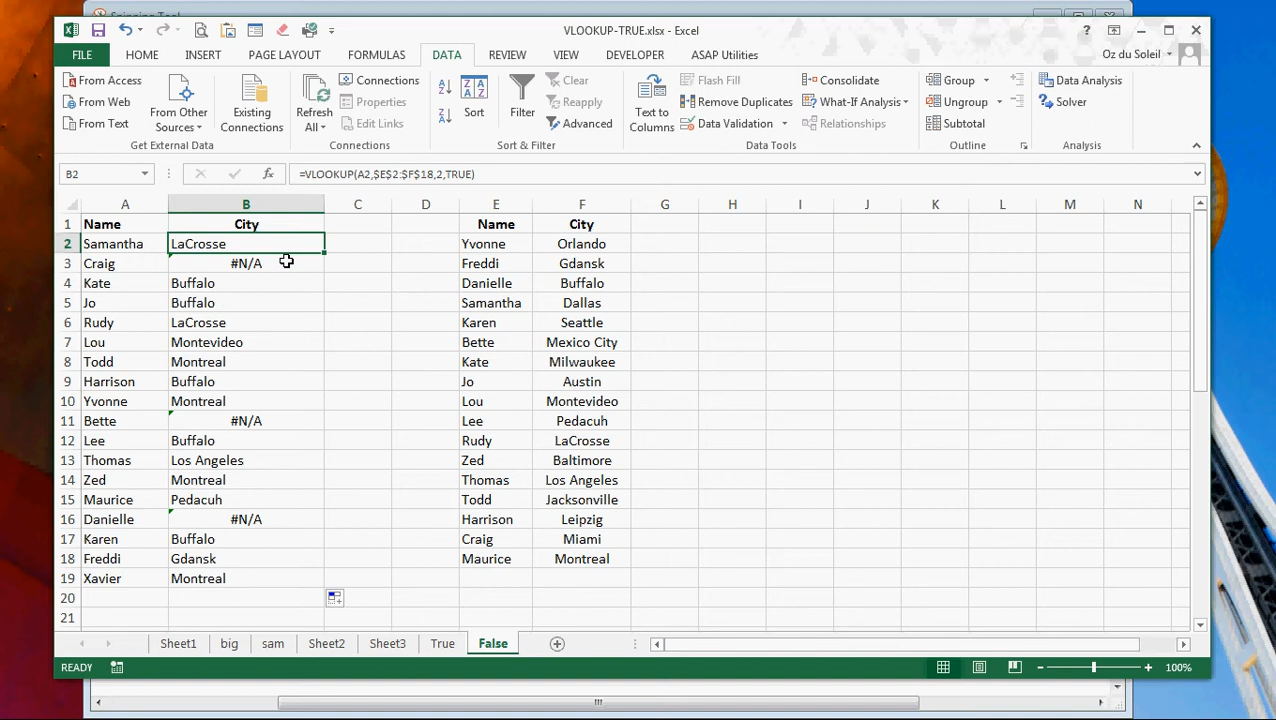 Spinning Tool
VLOOKUP-TRUE.xlsx - Excel
?
FILE HOME INSERT PAGE LAYOUT FORMULAS DATA REVIEW VIEW DEVELOPER ASAP Utilities Oz du Soleil
From Access
From Web
From Text
From Other Sources
Get External Data
Existing Connections
Refresh All
Connections
Properties
Edit Links
Connections
Sort
Filter
Clear
Reapply
Advanced
Sort & Filter
Text to Columns
Flash Fill
Remove Duplicates
Data Validation
Consolidate
What-If Analysis
Relationships
Data Tools
Group
Ungroup
Subtotal
Outline
Data Analysis
Solver
Analysis
B2 fx =VLOOKUP(A2,$E$2:$F$18,2,TRUE)
A B C D E F G H I J K L M N
1 Name City Name City
2 Samantha LaCrosse Yvonne Orlando
3 Craig #N/A Freddi Gdansk
4 Kate Buffalo Danielle Buffalo
5 Jo Buffalo Samantha Dallas
6 Rudy LaCrosse Karen Seattle
7 Lou Montevideo Bette Mexico City
8 Todd Montreal Kate Milwaukee
9 Harrison Buffalo Jo Austin
10 Yvonne Montreal Lou Montevideo
11 Bette #N/A Lee Pedacuh
12 Lee Buffalo Rudy LaCrosse
13 Thomas Los Angeles Zed Baltimore
14 Zed Montreal Thomas Los Angeles
15 Maurice Pedacuh Todd Jacksonville
16 Danielle #N/A Harrison Leipzig
17 Karen Buffalo Craig Miami
18 Freddi Gdansk Maurice Montreal
19 Xavier Montreal
20
21
Sheet1 big sam Sheet2 Sheet3 True False
READY 100%